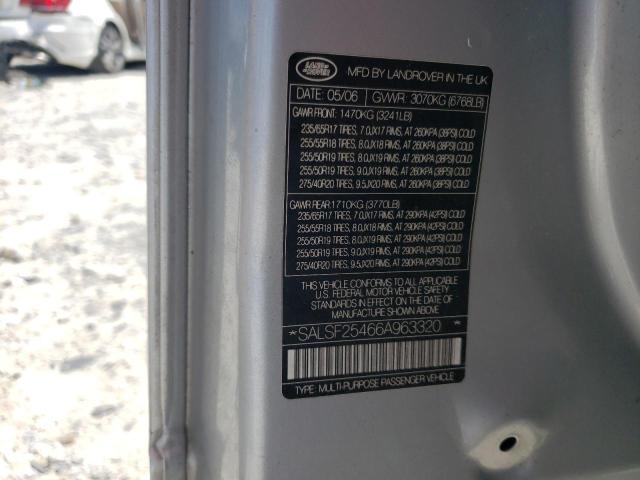 LAND ROVER
MFD BY LANDROVER IN THE UK
DATE: 05/06 GVWR: 3070KG (6768LB)
GAWR FRONT: 1470KG (3241LB)
235/65R17 TIRES, 7.0JX17 RIMS, AT 260KPA (38PSI) COLD
255/55R18 TIRES, 8.0JX18 RIMS, AT 260KPA (38PSI) COLD
255/50R19 TIRES, 8.0JX19 RIMS, AT 260KPA (38PSI) COLD
255/50R19 TIRES, 9.0JX19 RIMS, AT 260KPA (38PSI) COLD
275/40R20 TIRES, 9.5JX20 RIMS, AT 260KPA (38PSI) COLD
GAWR REAR: 1710KG (3770LB)
235/65R17 TIRES, 7.0JX17 RIMS, AT 290KPA (42PSI) COLD
255/55R18 TIRES, 8.0JX18 RIMS, AT 290KPA (42PSI) COLD
255/50R19 TIRES, 8.0JX19 RIMS, AT 290KPA (42PSI) COLD
255/50R19 TIRES, 9.0JX19 RIMS, AT 290KPA (42PSI) COLD
275/40R20 TIRES, 9.5JX20 RIMS, AT 290KPA (42PSI) COLD
THIS VEHICLE CONFORMS TO ALL APPLICABLE
U.S. FEDERAL MOTOR VEHICLE SAFETY
STANDARDS IN EFFECT ON THE DATE OF
MANUFACTURE SHOWN ABOVE
*SALSF25466A963320 *
TYPE: MULTI-PURPOSE PASSENGER VEHICLE